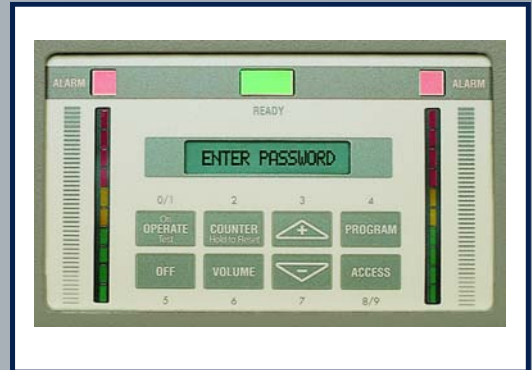 ALARM ALARM
READY
ENTER PASSWORD
0/1 2 3 4
On
OPERATE COUNTER + PROGRAM
Test Hold to Reset
OFF VOLUME − ACCESS
5 6 7 8/9